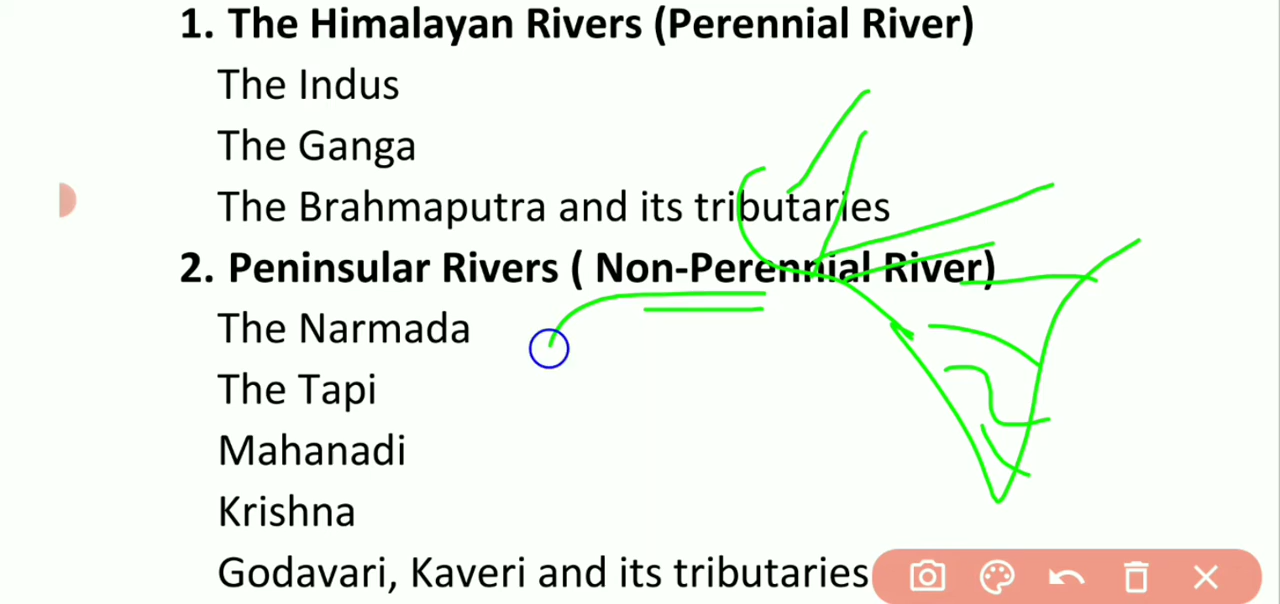 1. The Himalayan Rivers (Perennial River)
The Indus
The Ganga
The Brahmaputra and its tributaries
2. Peninsular Rivers ( Non-Perennial River)
The Narmada
The Tapi
Mahanadi
Krishna
Godavari, Kaveri and its tributaries